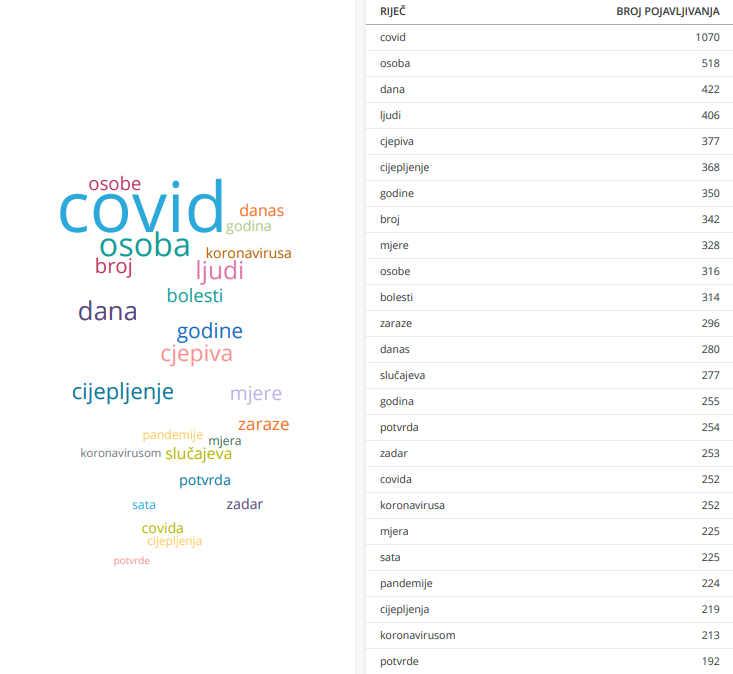 osobe
covid
danas
godina
osoba
koronavirusa
broj
ljudi
bolesti
dana
godine
cjepiva
cijepljenje
mjere
zaraze
pandemije
mjera
koronavirusom
slučajeva
potvrda
sata
zadar
covida
cijepljenja
potvrde
RIJEČ BROJ POJAVLJIVANJA
covid 1070
osoba 518
dana 422
ljudi 406
cjepiva 377
cijepljenje 368
godine 350
broj 342
mjere 328
osobe 316
bolesti 314
zaraze 296
danas 280
slučajeva 277
godina 255
potvrda 254
zadar 253
covida 252
koronavirusa 252
mjera 225
sata 225
pandemije 224
cijepljenja 219
koronavirusom 213
potvrde 192